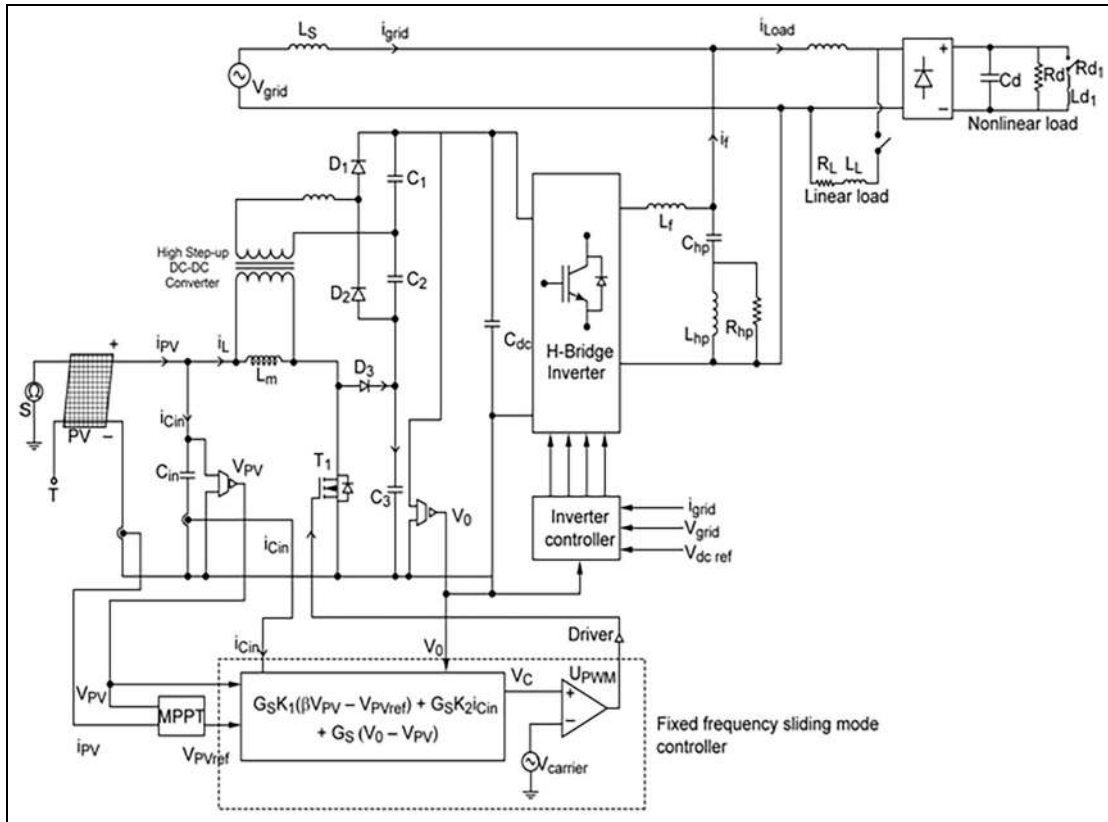 L_S
i_grid
i_Load
V_grid
Cd
Rd
Rd_1
Ld_1
Nonlinear load
R_L
L_L
Linear load
i_f
D_1
C_1
High Step-up
DC-DC
Converter
D_2
C_2
L_f
C_hp
L_hp
R_hp
C_dc
H-Bridge
Inverter
i_PV
i_L
+
L_m
D_3
S
PV
−
T
i_Cin
C_in
V_PV
T_1
C_3
V_0
i_Cin
Inverter
controller
i_grid
V_grid
V_dc ref
i_Cin
V_0
Driver
V_C
U_PWM
V_PV
MPPT
i_PV
V_PVref
G_SK_1(βV_PV − V_PVref) + G_SK_2i_Cin
+ G_S (V_0 − V_PV)
+
−
V_carrier
Fixed frequency sliding mode
controller
+
−